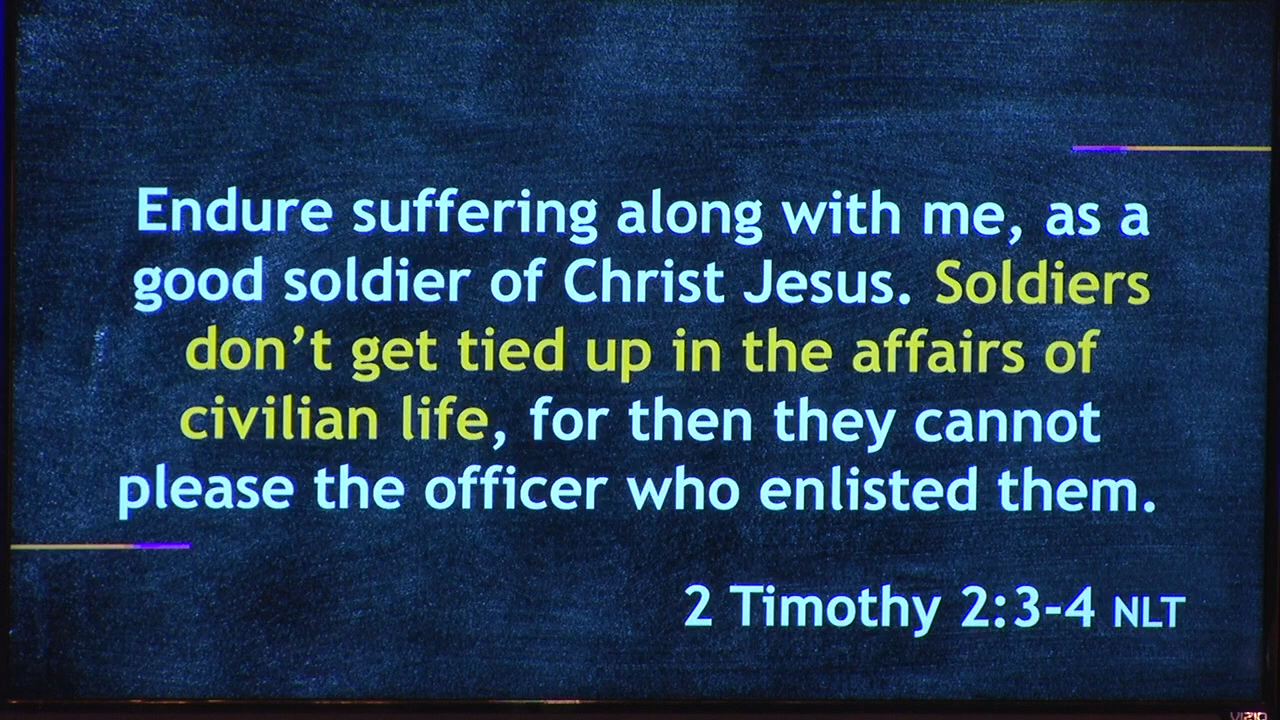 Endure suffering along with me, as a
good soldier of Christ Jesus. Soldiers
don’t get tied up in the affairs of
civilian life, for then they cannot
please the officer who enlisted them.
2 Timothy 2:3-4 NLT
VIZIO